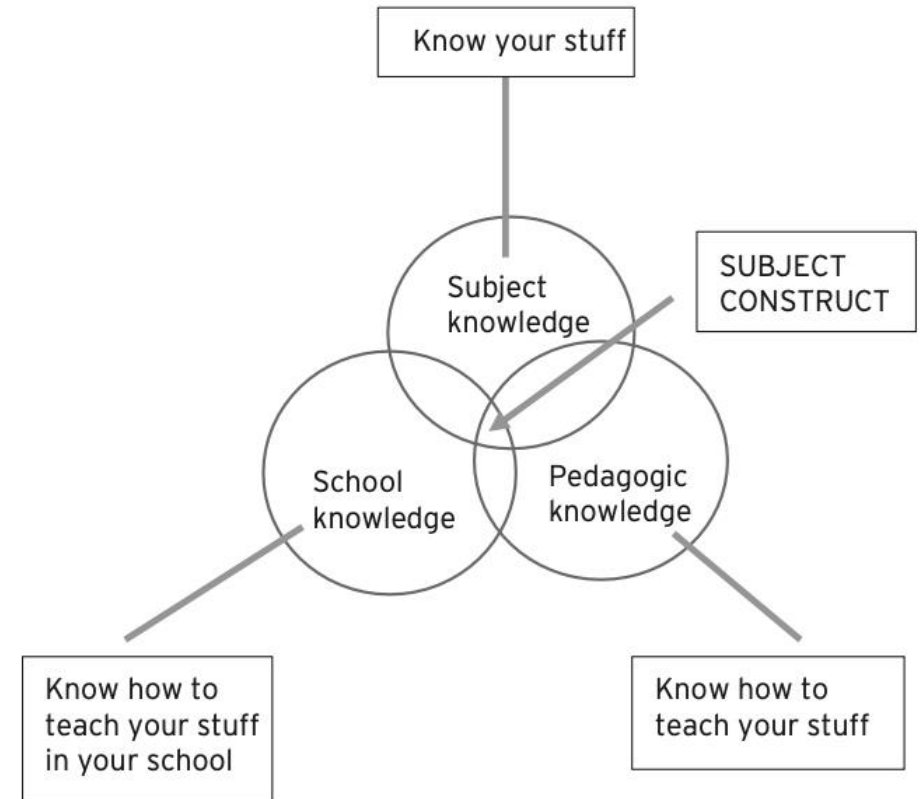 Know your stuff
SUBJECT
CONSTRUCT
Subject
knowledge
School
knowledge
Pedagogic
knowledge
Know how to
teach your stuff
in your school
Know how to
teach your stuff